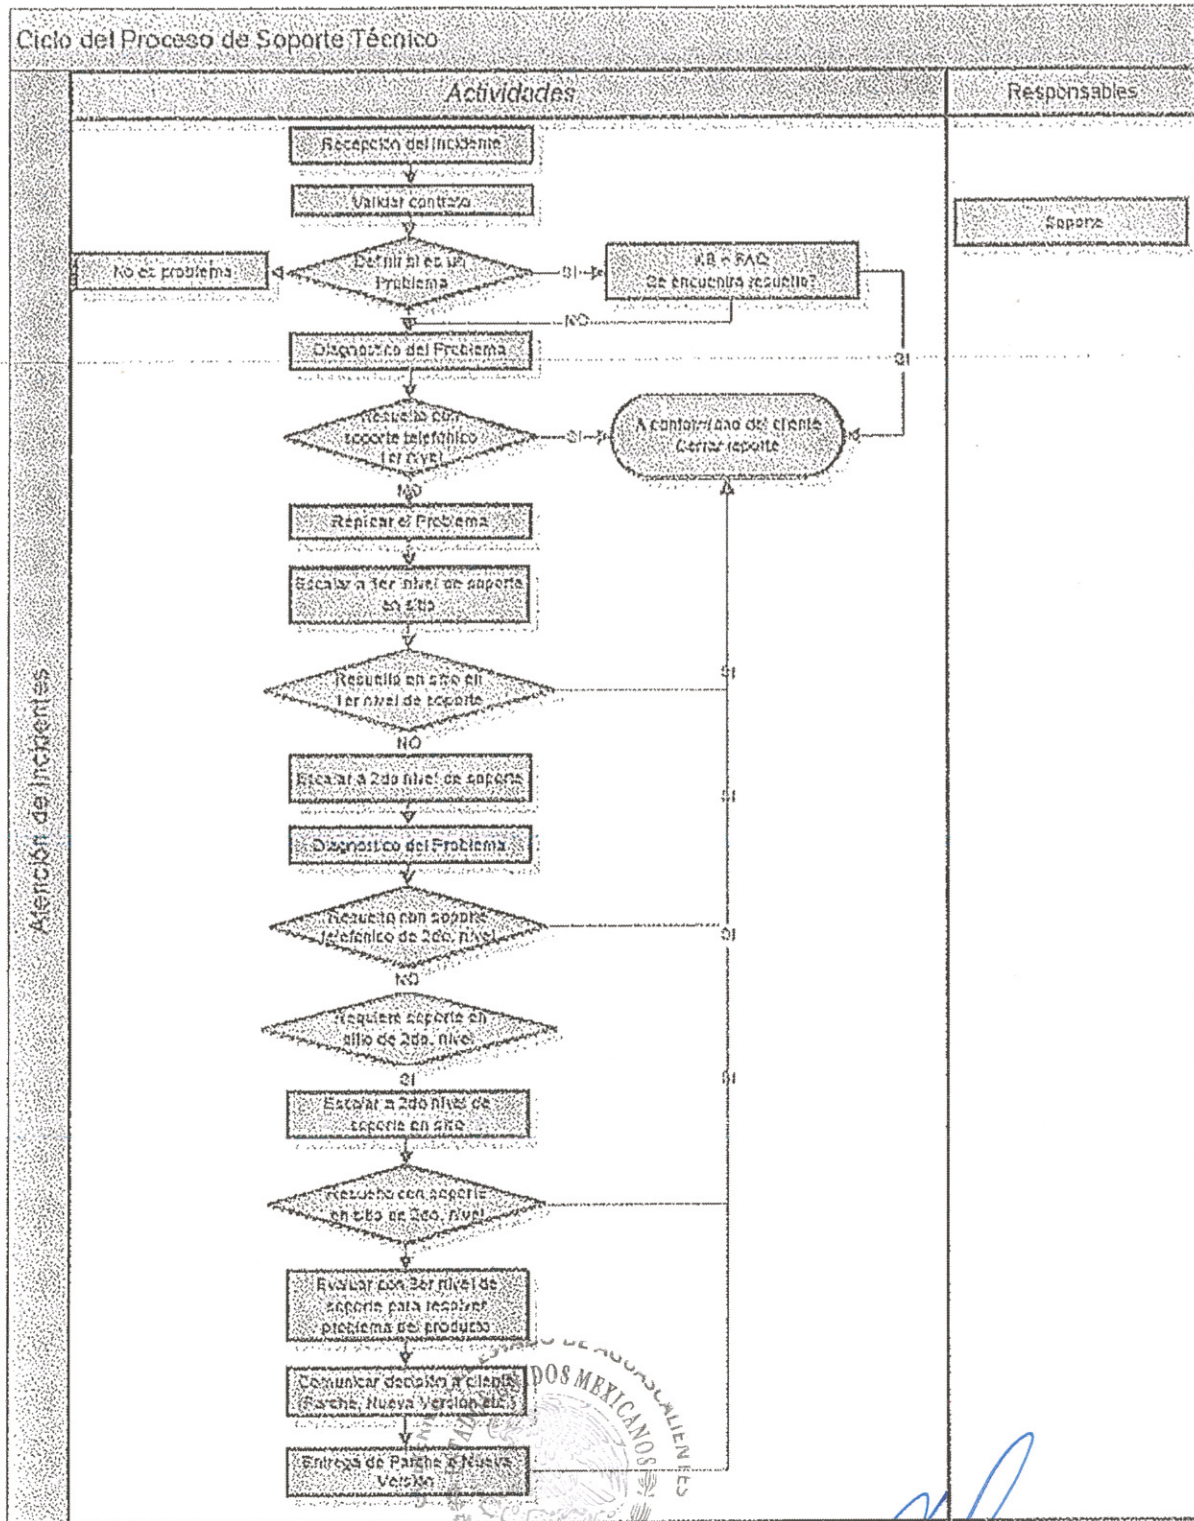 Ciclo del Proceso de Soporte Técnico
Actividades
Responsables
Recepción del Incidente
Validar contrato
Soporte
No es problema
Definir si es un
Problema
SI
KB o FAQ
Se encuentra resuelto?
NO
SI
Diagnostico del Problema
Resuelto con
soporte telefónico
1er nivel
SI
A conformidad del cliente
Cerrar reporte
NO
Replicar el Problema
Escalar a 1er nivel de soporte
en sitio
Resuelto en sitio en
1er nivel de soporte
SI
NO
Atención de Incidentes
Escalar a 2do nivel de soporte
SI
Diagnostico del Problema
Resuelto con soporte
telefónico de 2do. nivel
SI
NO
Requiere soporte en
sitio de 2do. nivel
SI
SI
Escalar a 2do nivel de
soporte en sitio
Resuelto con soporte
en sitio de 2do. nivel
Evaluar con 3er nivel de
soporte para resolver
problema del producto
Comunicar decisión a cliente
(Parche, Nueva Versión etc.)
Entrega de Parche o Nueva
Versión
DE AGUASCALIENTES
MEXICANOS